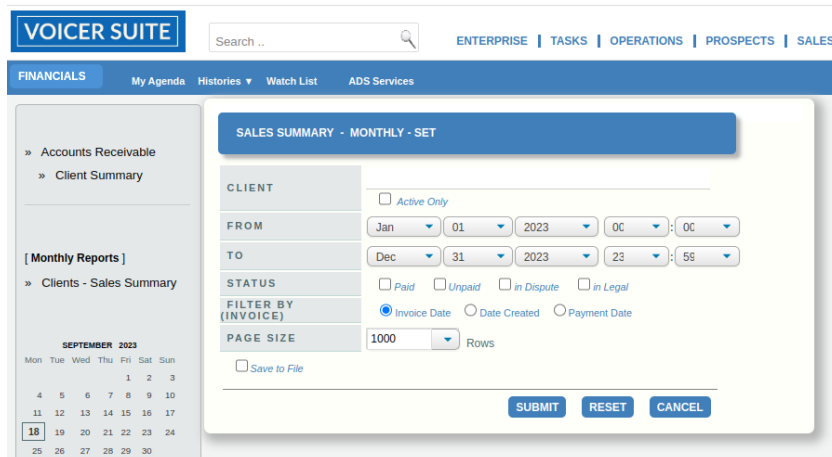 VOICER SUITE
Search ..
ENTERPRISE | TASKS | OPERATIONS | PROSPECTS | SALES
FINANCIALS
My Agenda Histories ▼ Watch List ADS Services
» Accounts Receivable
» Client Summary
[ Monthly Reports ]
» Clients - Sales Summary
SEPTEMBER 2023
Mon Tue Wed Thu Fri Sat Sun
1 2 3
4 5 6 7 8 9 10
11 12 13 14 15 16 17
18 19 20 21 22 23 24
25 26 27 28 29 30
SALES SUMMARY - MONTHLY - SET
CLIENT
Active Only
FROM Jan 01 2023 00 : 00
TO Dec 31 2023 23 : 59
STATUS Paid Unpaid in Dispute in Legal
FILTER BY
(INVOICE) Invoice Date Date Created Payment Date
PAGE SIZE 1000 Rows
Save to File
SUBMIT RESET CANCEL